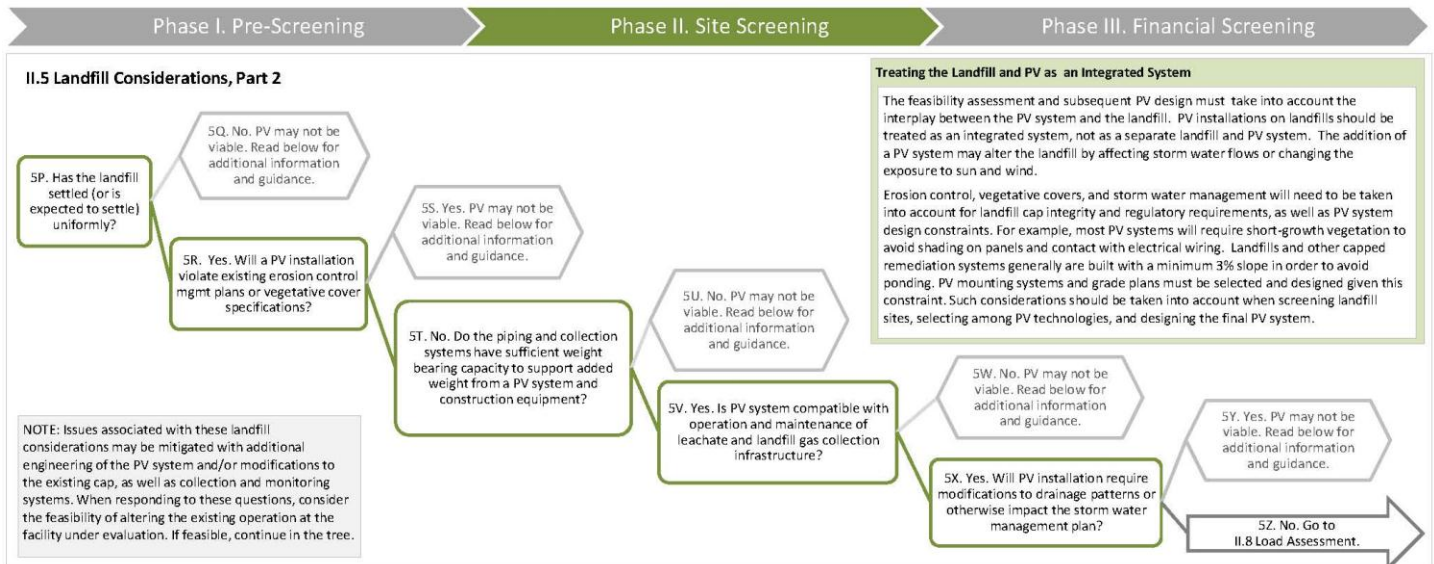 Phase I. Pre-Screening
Phase II. Site Screening
Phase III. Financial Screening
II.5 Landfill Considerations, Part 2
5P. Has the landfill
settled (or is
expected to settle)
uniformly?
5Q. No. PV may not be
viable. Read below for
additional information
and guidance.
5R. Yes. Will a PV installation
violate existing erosion control
mgmt plans or vegetative cover
specifications?
5S. Yes. PV may not be
viable. Read below for
additional information
and guidance.
5T. No. Do the piping and collection
systems have sufficient weight
bearing capacity to support added
weight from a PV system and
construction equipment?
5U. No. PV may not be
viable. Read below for
additional information
and guidance.
5V. Yes. Is PV system compatible with
operation and maintenance of
leachate and landfill gas collection
infrastructure?
5W. No. PV may not be
viable. Read below for
additional information
and guidance.
5X. Yes. Will PV installation require
modifications to drainage patterns or
otherwise impact the storm water
management plan?
5Y. Yes. PV may not be
viable. Read below for
additional information
and guidance.
5Z. No. Go to
II.8 Load Assessment.
Treating the Landfill and PV as an Integrated System
The feasibility assessment and subsequent PV design must take into account the
interplay between the PV system and the landfill. PV installations on landfills should be
treated as an integrated system, not as a separate landfill and PV system. The addition of
a PV system may alter the landfill by affecting storm water flows or changing the
exposure to sun and wind.
Erosion control, vegetative covers, and storm water management will need to be taken
into account for landfill cap integrity and regulatory requirements, as well as PV system
design constraints. For example, most PV systems will require short-growth vegetation to
avoid shading on panels and contact with electrical wiring. Landfills and other capped
remediation systems generally are built with a minimum 3% slope in order to avoid
ponding. PV mounting systems and grade plans must be selected and designed given this
constraint. Such considerations should be taken into account when screening landfill
sites, selecting among PV technologies, and designing the final PV system.
NOTE: Issues associated with these landfill
considerations may be mitigated with additional
engineering of the PV system and/or modifications to
the existing cap, as well as collection and monitoring
systems. When responding to these questions, consider
the feasibility of altering the existing operation at the
facility under evaluation. If feasible, continue in the tree.